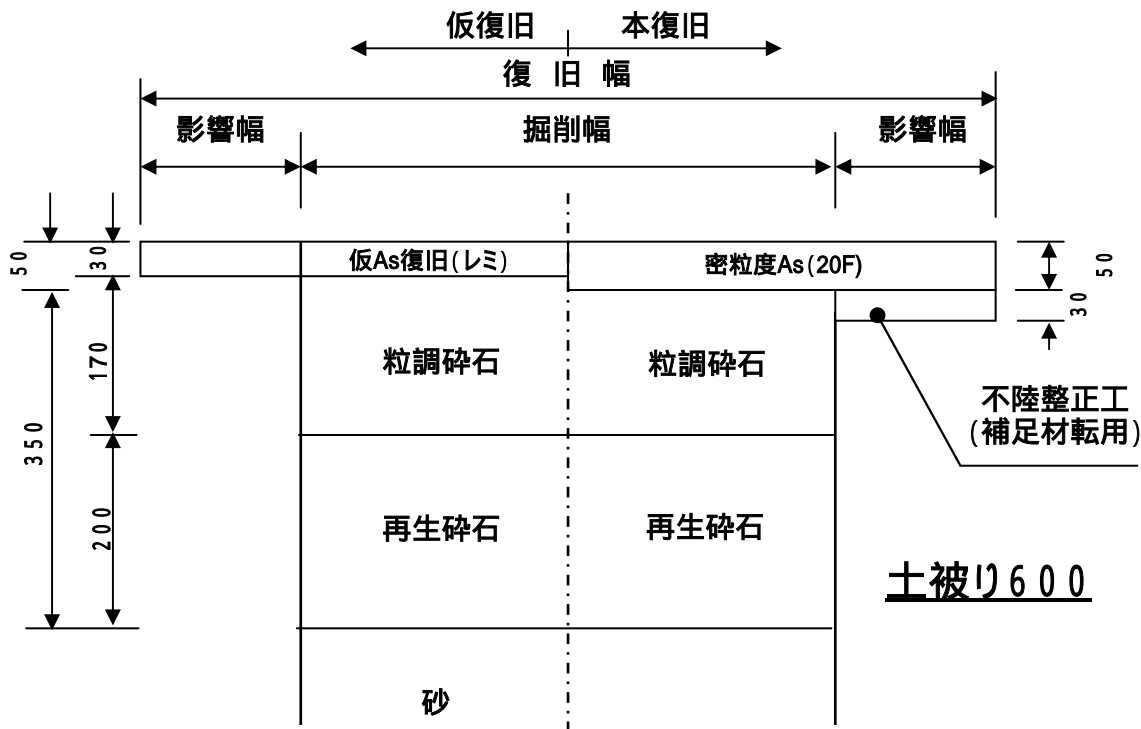 仮復旧 本復旧
復 旧 幅
影響幅 掘削幅 影響幅
50 30 仮As復旧(レミ) 密粒度As(20F) 50
30
170 粒調砕石 粒調砕石
不陸整正工
(補足材転用)
350
200 再生砕石 再生砕石
土被り600
砂